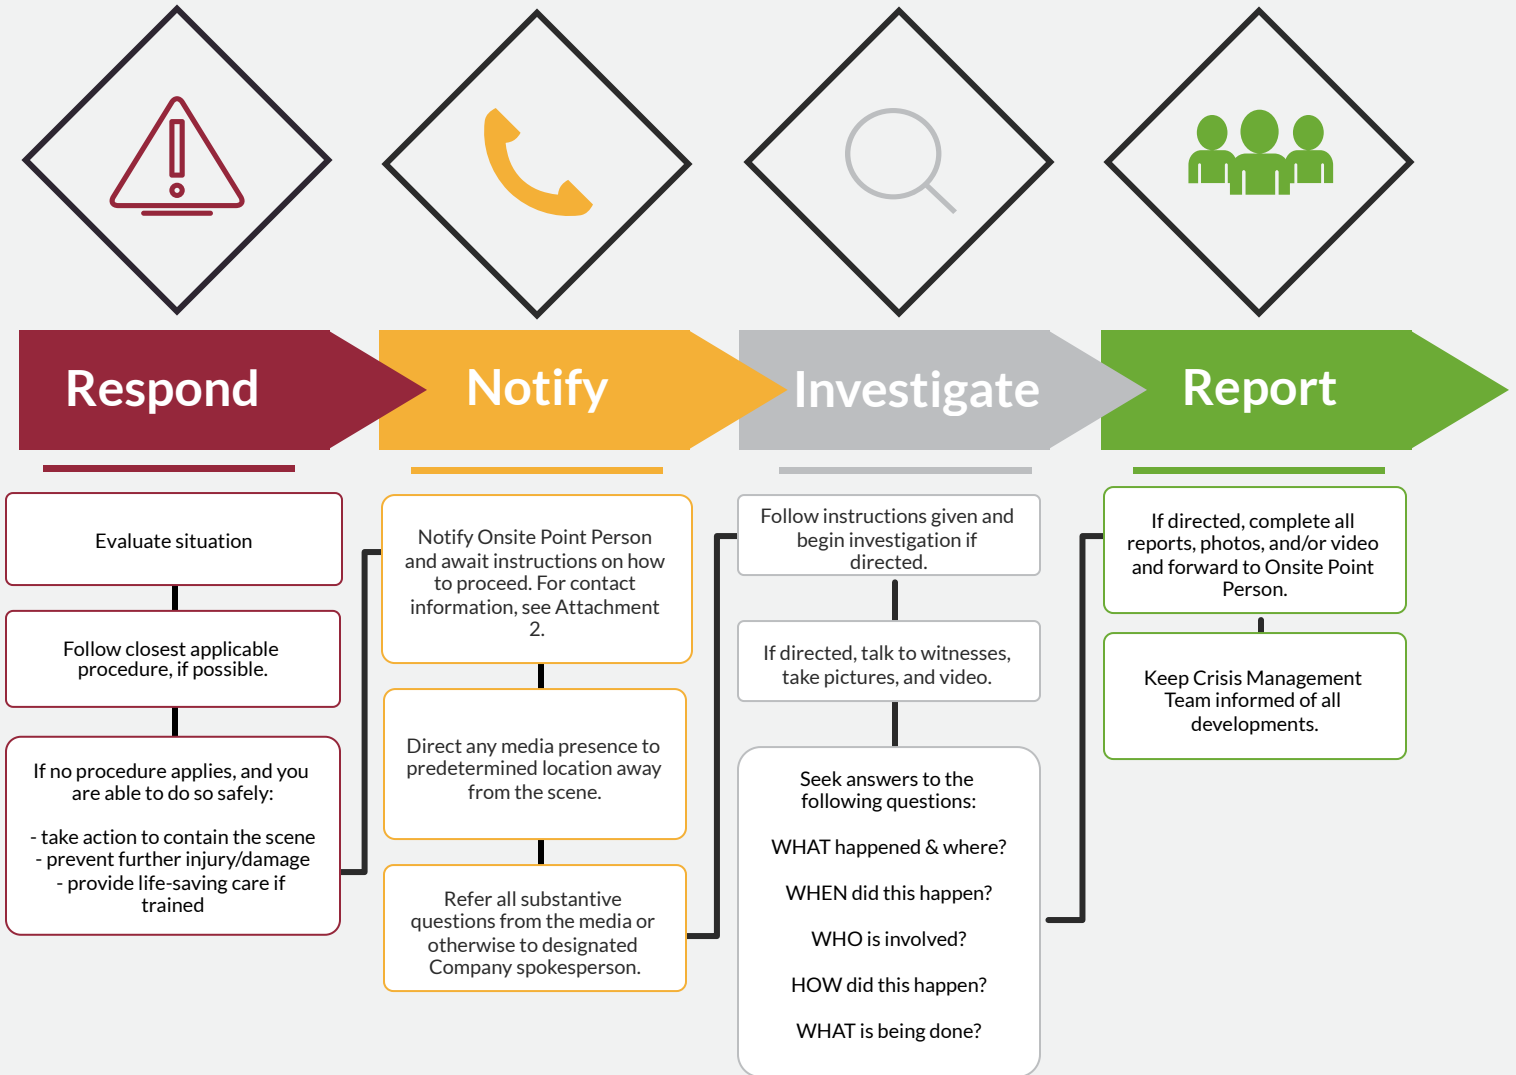 Respond
Notify
Investigate
Report
Evaluate situation
Follow closest applicable
procedure, if possible.
If no procedure applies, and you
are able to do so safely:
- take action to contain the scene
- prevent further injury/damage
- provide life-saving care if
trained
Notify Onsite Point Person
and await instructions on how
to proceed. For contact
information, see Attachment
2.
Direct any media presence to
predetermined location away
from the scene.
Refer all substantive
questions from the media or
otherwise to designated
Company spokesperson.
Follow instructions given and
begin investigation if
directed.
If directed, talk to witnesses,
take pictures, and video.
Seek answers to the
following questions:
WHAT happened & where?
WHEN did this happen?
WHO is involved?
HOW did this happen?
WHAT is being done?
If directed, complete all
reports, photos, and/or video
and forward to Onsite Point
Person.
Keep Crisis Management
Team informed of all
developments.